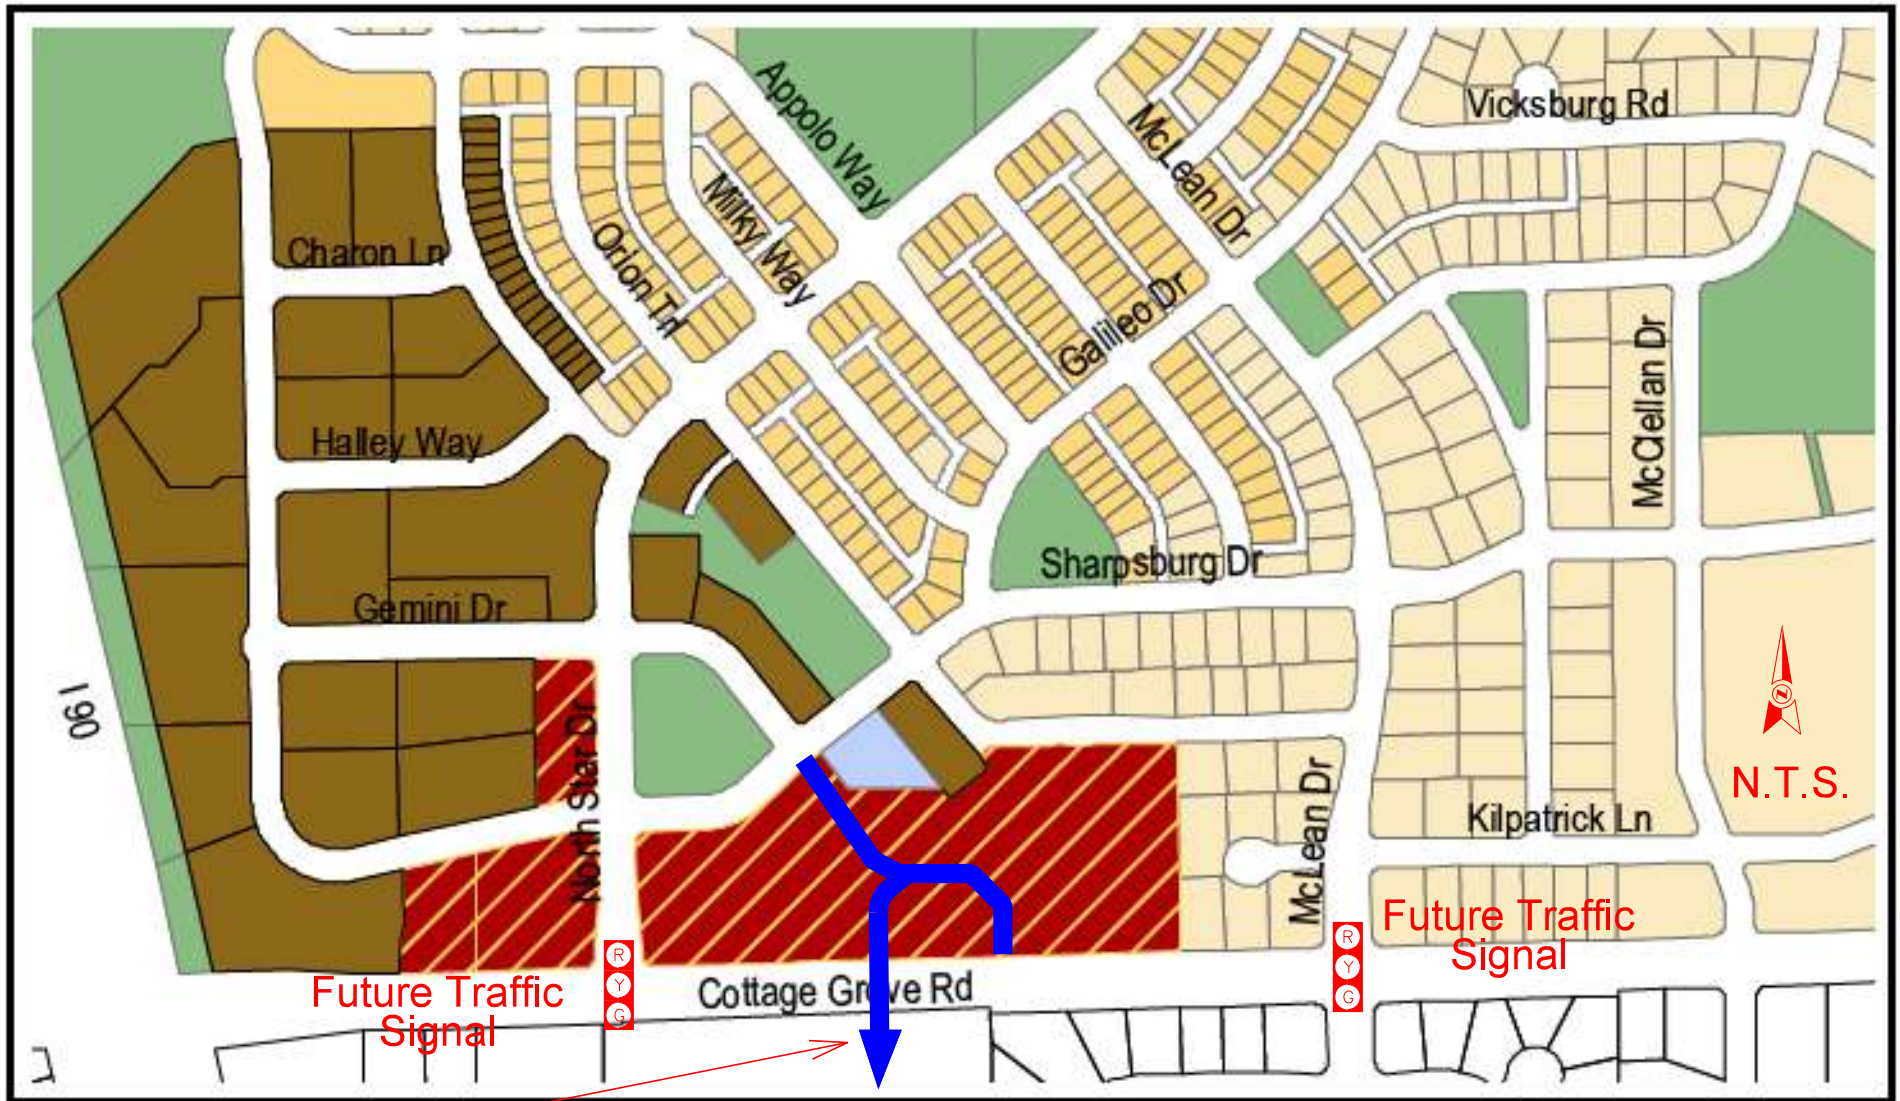 Appolo Way
Vicksburg Rd
McLean Dr
Milky Way
Charon Ln
Orion Trl
Galileo Dr
McClellan Dr
Halley Way
Sharpsburg Dr
Gemini Dr
I 90
North Star Dr
N
N.T.S.
McLean Dr
Kilpatrick Ln
Future Traffic
Signal
R
Y
G
Future Traffic
Signal
R
Y
G
Cottage Grove Rd